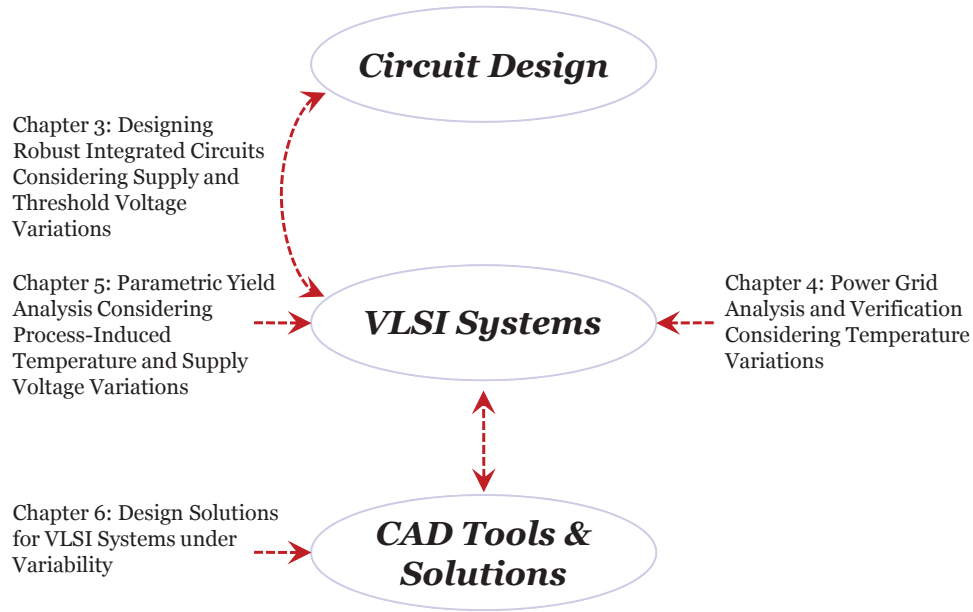 Circuit Design
Chapter 3: Designing
Robust Integrated Circuits
Considering Supply and
Threshold Voltage
Variations
Chapter 5: Parametric Yield
Analysis Considering
Process-Induced
Temperature and Supply
Voltage Variations
VLSI Systems
Chapter 4: Power Grid
Analysis and Verification
Considering Temperature
Variations
Chapter 6: Design Solutions
for VLSI Systems under
Variability
CAD Tools &
Solutions